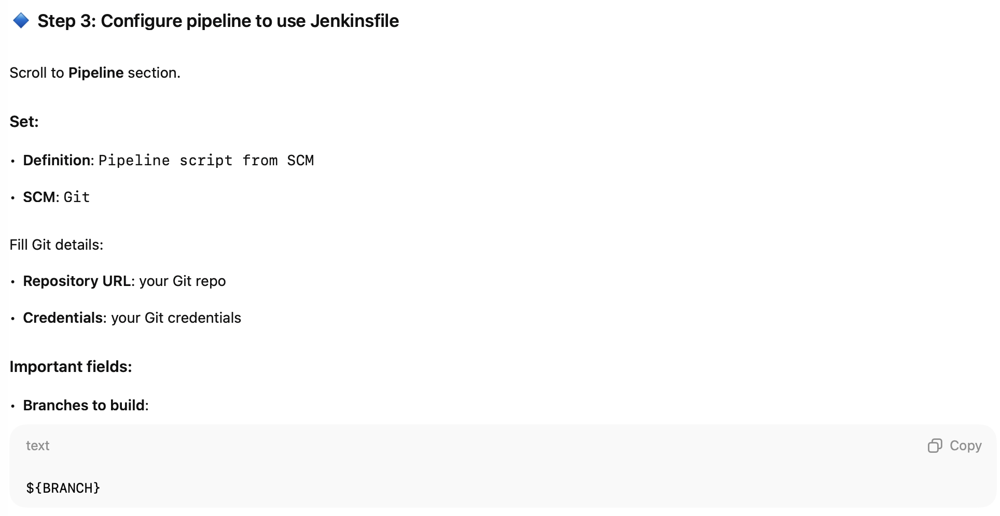 Step 3: Configure pipeline to use Jenkinsfile
Scroll to Pipeline section.
Set:
• Definition: Pipeline script from SCM
• SCM: Git
Fill Git details:
• Repository URL: your Git repo
• Credentials: your Git credentials
Important fields:
• Branches to build:
text
Copy
${BRANCH}